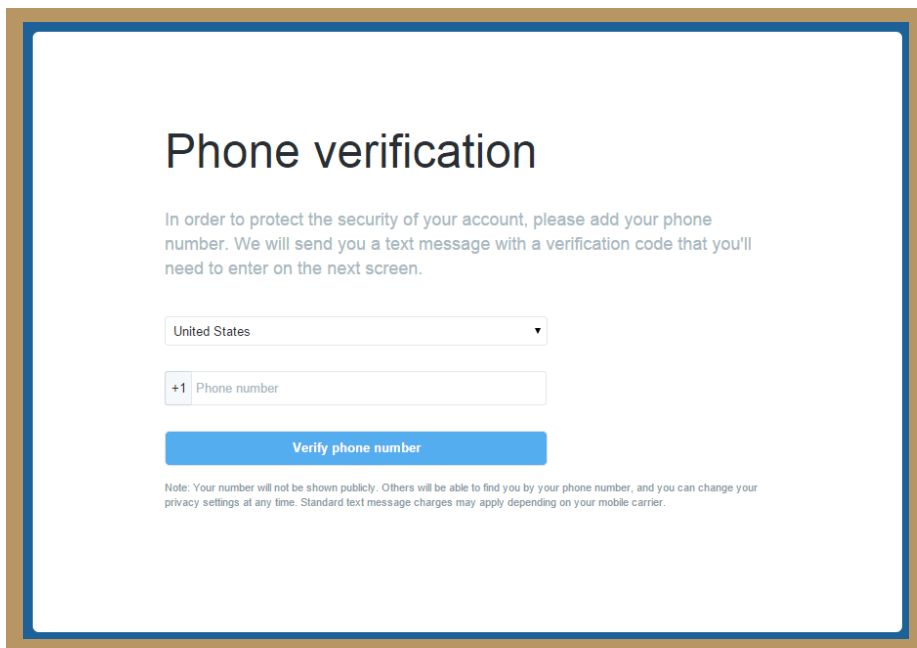 Phone verification
In order to protect the security of your account, please add your phone
number. We will send you a text message with a verification code that you'll
need to enter on the next screen.
United States
+1 Phone number
Verify phone number
Note: Your number will not be shown publicly. Others will be able to find you by your phone number, and you can change your
privacy settings at any time. Standard text message charges may apply depending on your mobile carrier.